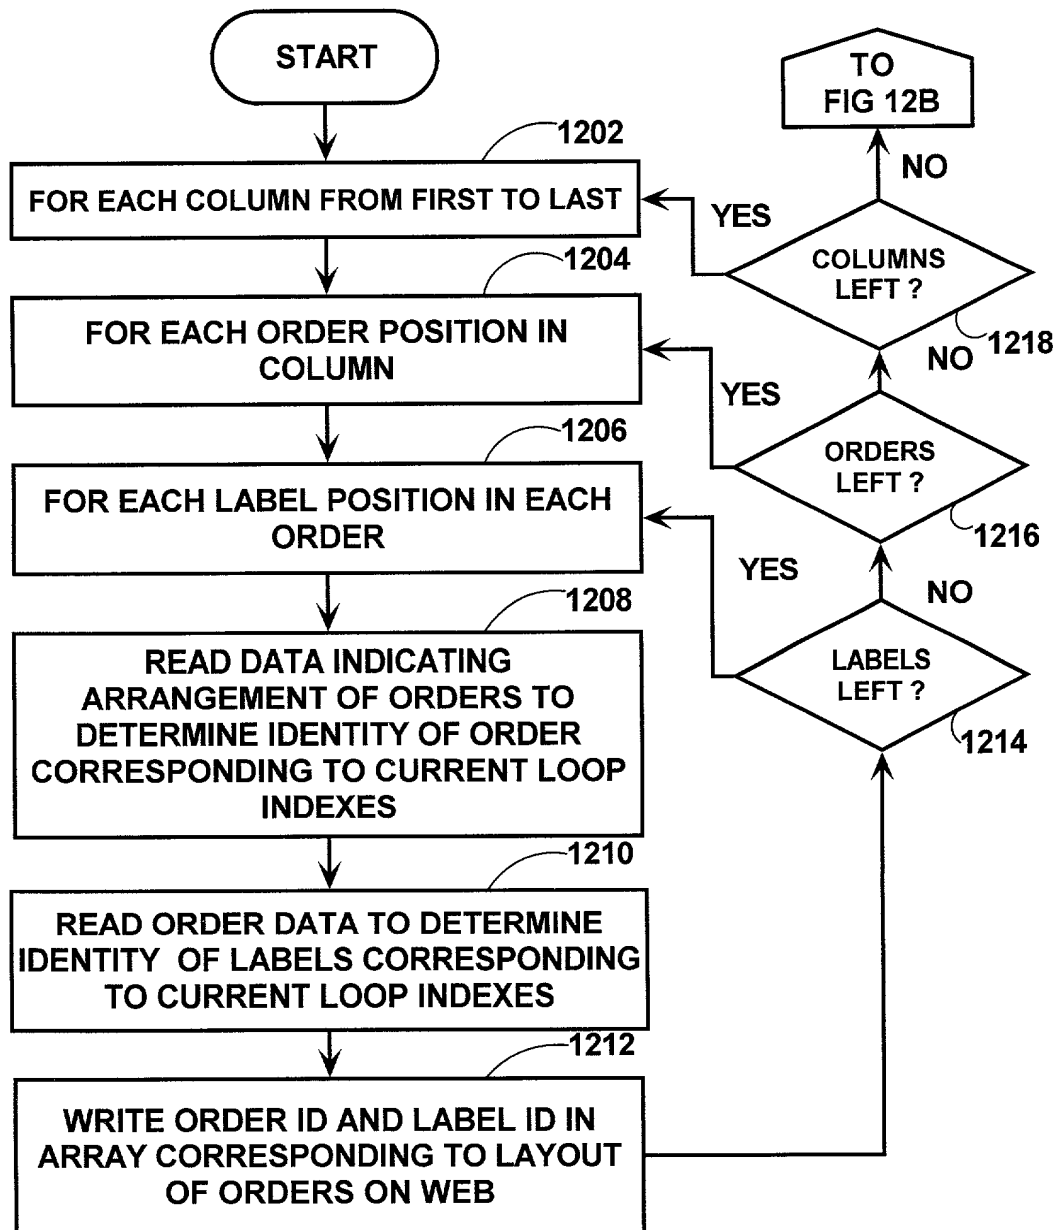 START
1202
FOR EACH COLUMN FROM FIRST TO LAST
1204
FOR EACH ORDER POSITION IN
COLUMN
1206
FOR EACH LABEL POSITION IN EACH
ORDER
1208
READ DATA INDICATING
ARRANGEMENT OF ORDERS TO
DETERMINE IDENTITY OF ORDER
CORRESPONDING TO CURRENT LOOP
INDEXES
1210
READ ORDER DATA TO DETERMINE
IDENTITY OF LABELS CORRESPONDING
TO CURRENT LOOP INDEXES
1212
WRITE ORDER ID AND LABEL ID IN
ARRAY CORRESPONDING TO LAYOUT
OF ORDERS ON WEB
TO
FIG 12B
NO
YES
COLUMNS
LEFT ?
1218
NO
YES
ORDERS
LEFT ?
1216
YES
NO
LABELS
LEFT ?
1214